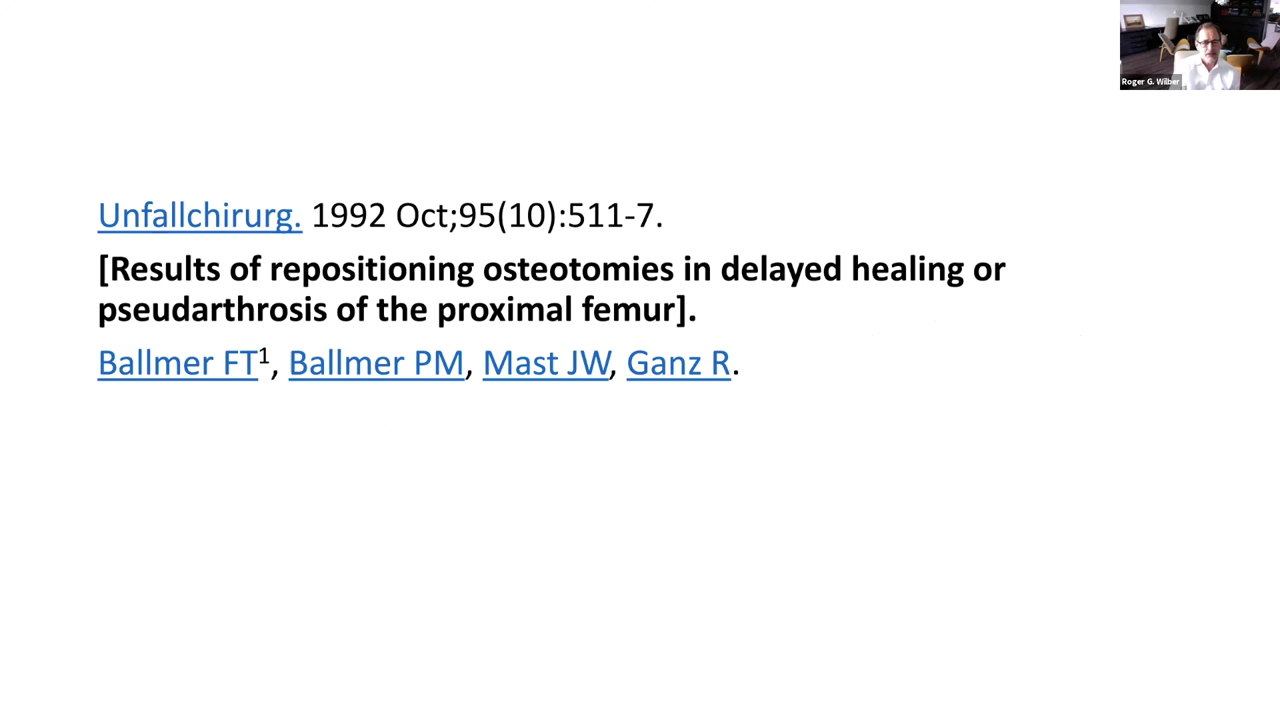 Roger G. Wilber
Unfallchirurg. 1992 Oct;95(10):511-7.
[Results of repositioning osteotomies in delayed healing or
pseudarthrosis of the proximal femur].
Ballmer FT1, Ballmer PM, Mast JW, Ganz R.